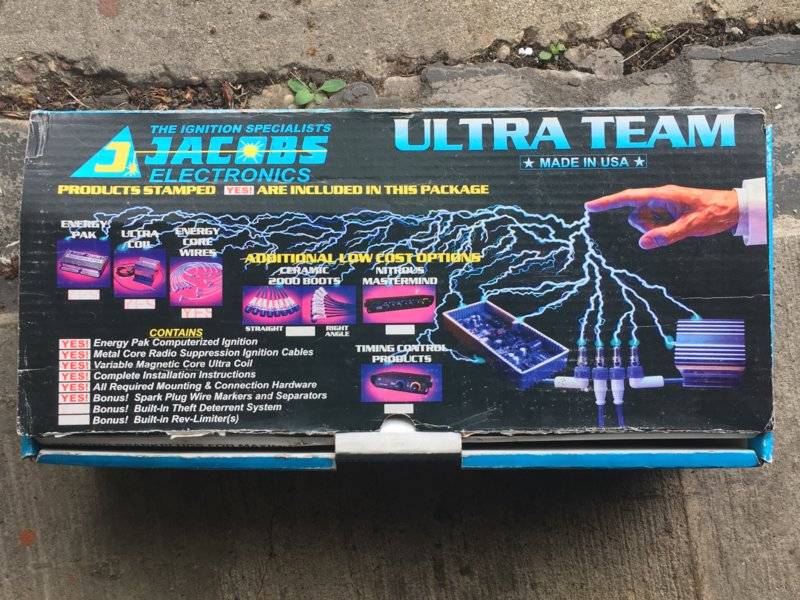 THE IGNITION SPECIALISTS
JACOBS
ELECTRONICS
ULTRA TEAM
★ MADE IN USA ★
PRODUCTS STAMPED YES! ARE INCLUDED IN THIS PACKAGE
ENERGY PAK
ULTRA COIL
YES
ENERGY CORE WIRES
YES
ADDITIONAL LOW COST OPTIONS
CERAMIC 2000 BOOTS
STRAIGHT
RIGHT ANGLE
NITROUS MASTERMIND
TIMING CONTROL PRODUCTS
CONTAINS
YES! Energy Pak Computerized Ignition
YES! Metal Core Radio Suppression Ignition Cables
YES! Variable Magnetic Core Ultra Coil
YES! Complete Installation Instructions
YES! All Required Mounting & Connection Hardware
YES! Bonus! Spark Plug Wire Markers and Separators
Bonus! Built-In Theft Deterrent System
Bonus! Built-in Rev-Limiter(s)